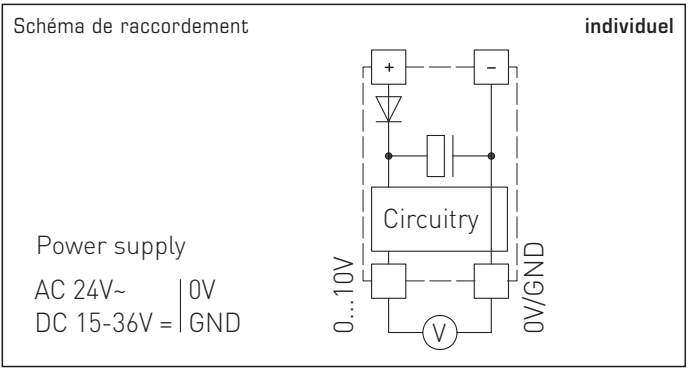 Schéma de raccordement
individuel
+ −
Circuitry
Power supply
AC 24V~ 0V
DC 15-36V = GND
0...10V
0V/GND
V